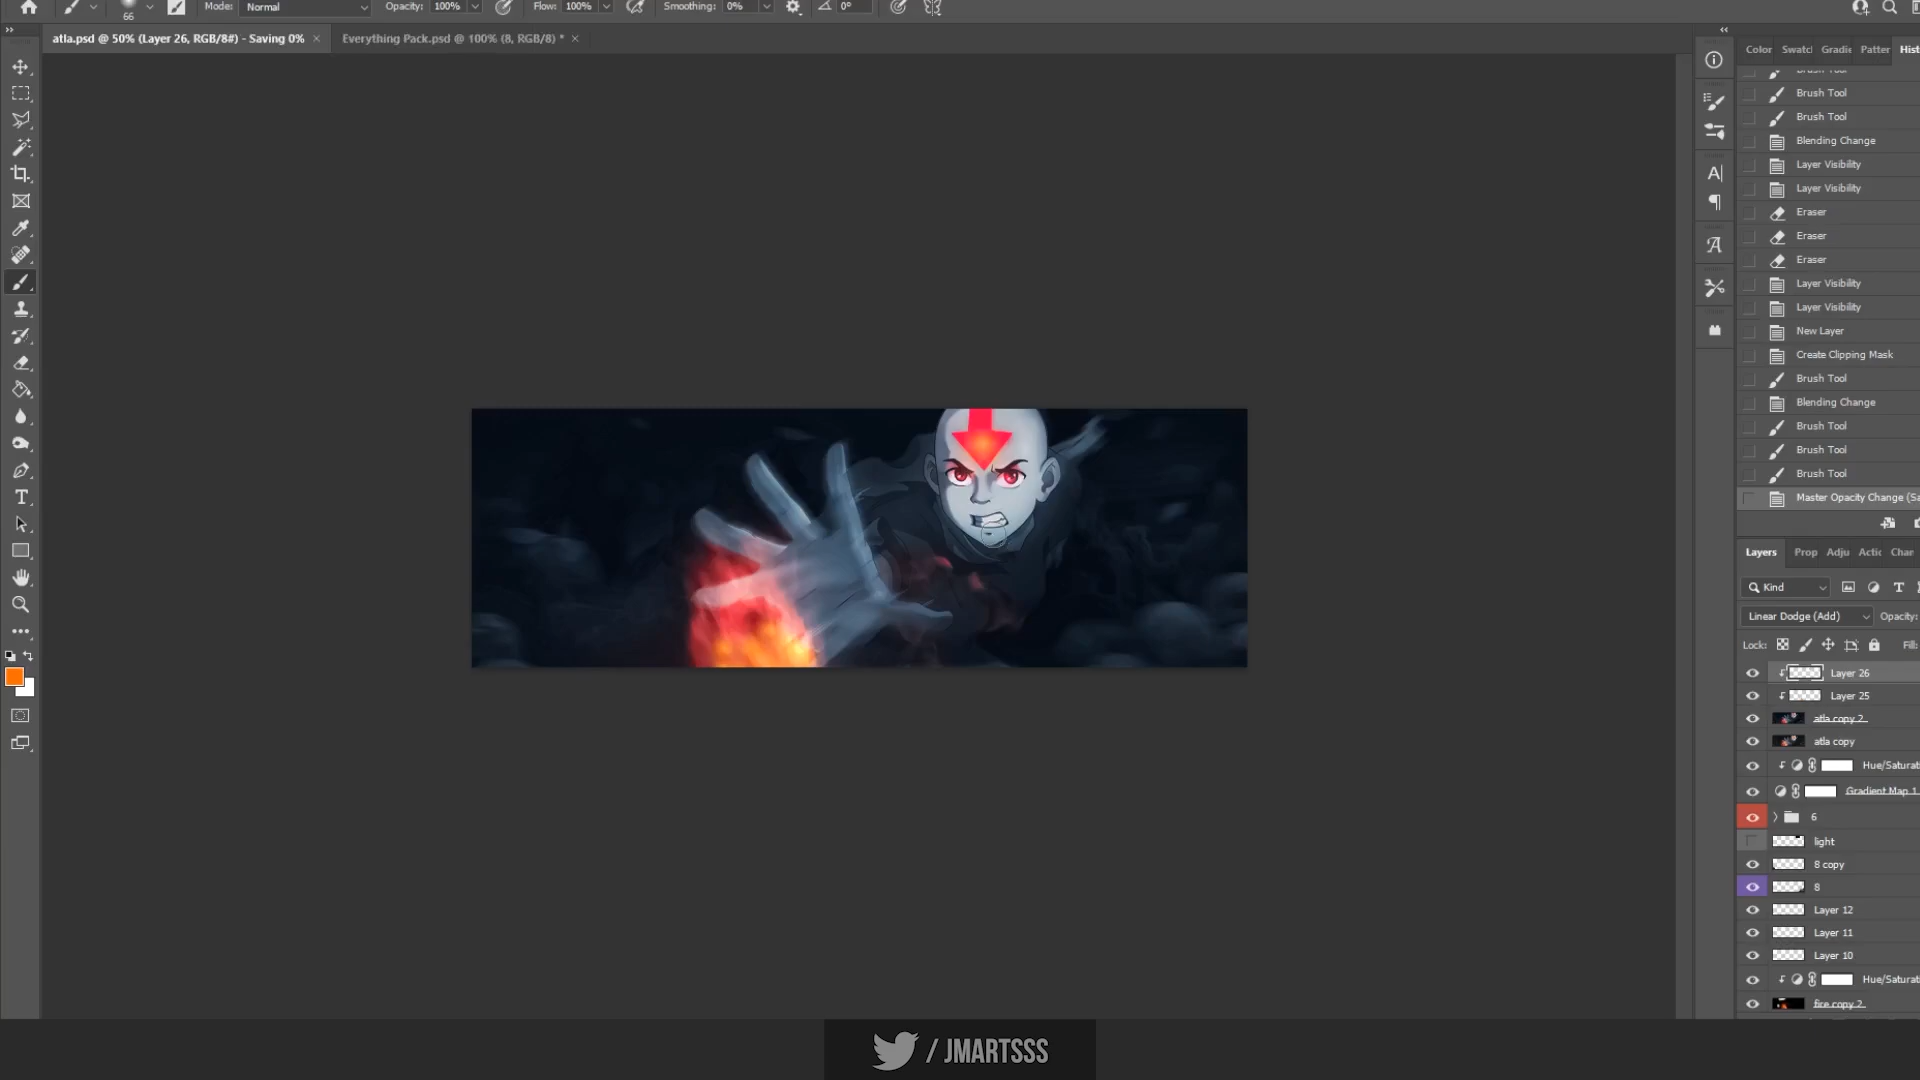 66
Mode:
Normal
Opacity:
100%
Flow:
100%
Smoothing:
0%
0°
atla.psd @ 50% (Layer 26, RGB/8#) - Saving 0%
Everything Pack.psd @ 100% (8, RGB/8) *
Color
Swatc
Gradie
Patter
Hist
Brush Tool
Brush Tool
Brush Tool
Blending Change
Layer Visibility
Layer Visibility
Eraser
Eraser
Eraser
Layer Visibility
Layer Visibility
New Layer
Create Clipping Mask
Brush Tool
Blending Change
Brush Tool
Brush Tool
Brush Tool
Master Opacity Change (Sa
Layers
Prop
Adju
Actic
Char
Kind
Linear Dodge (Add)
Opacity:
Lock:
Fill:
Layer 26
Layer 25
atla copy 2
atla copy
Hue/Saturat
Gradient Map 1
6
light
8 copy
8
Layer 12
Layer 11
Layer 10
Hue/Saturat
fire copy 2
/ JMARTSSS